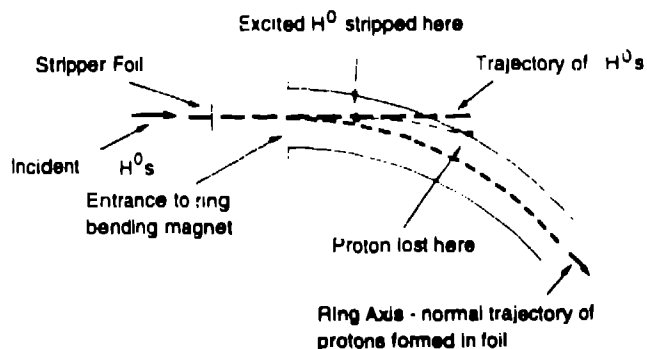 Excited H⁰ stripped here
Stripper Foil
Trajectory of H⁰s
Incident H⁰s
Entrance to ring
bending magnet
Proton lost here
Ring Axis - normal trajectory of
protons formed in foil